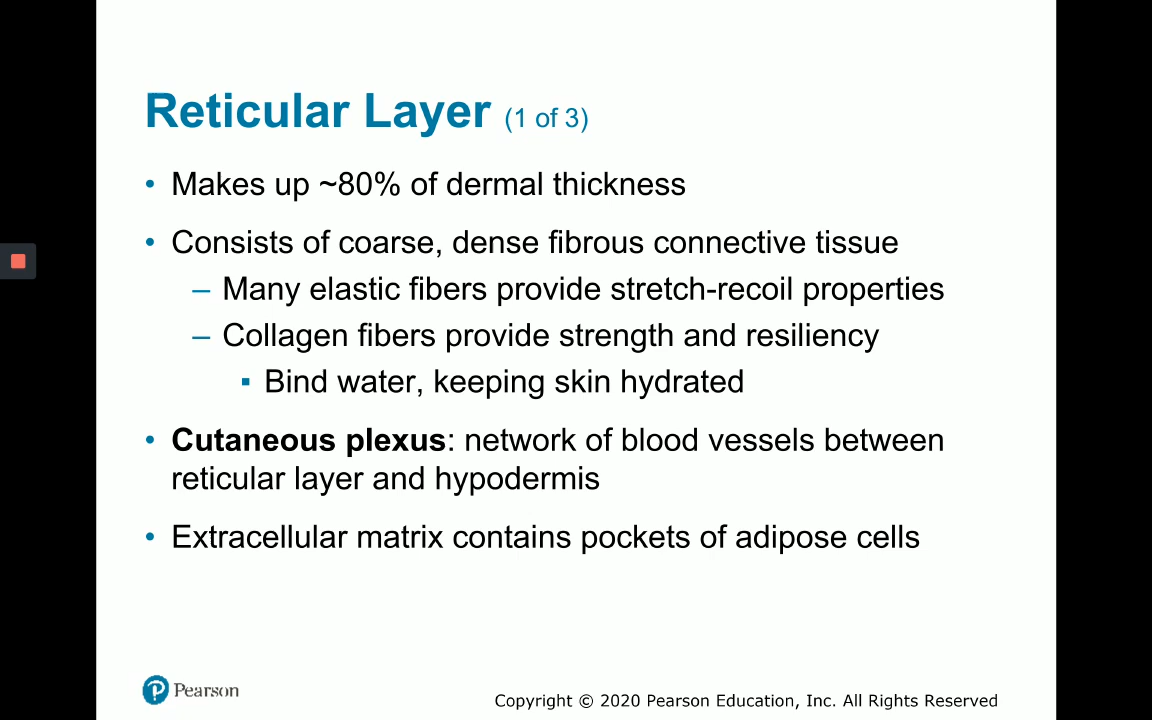 Reticular Layer (1 of 3)
• Makes up ~80% of dermal thickness
• Consists of coarse, dense fibrous connective tissue
– Many elastic fibers provide stretch-recoil properties
– Collagen fibers provide strength and resiliency
▪ Bind water, keeping skin hydrated
• Cutaneous plexus: network of blood vessels between
reticular layer and hypodermis
• Extracellular matrix contains pockets of adipose cells
P Pearson
Copyright © 2020 Pearson Education, Inc. All Rights Reserved